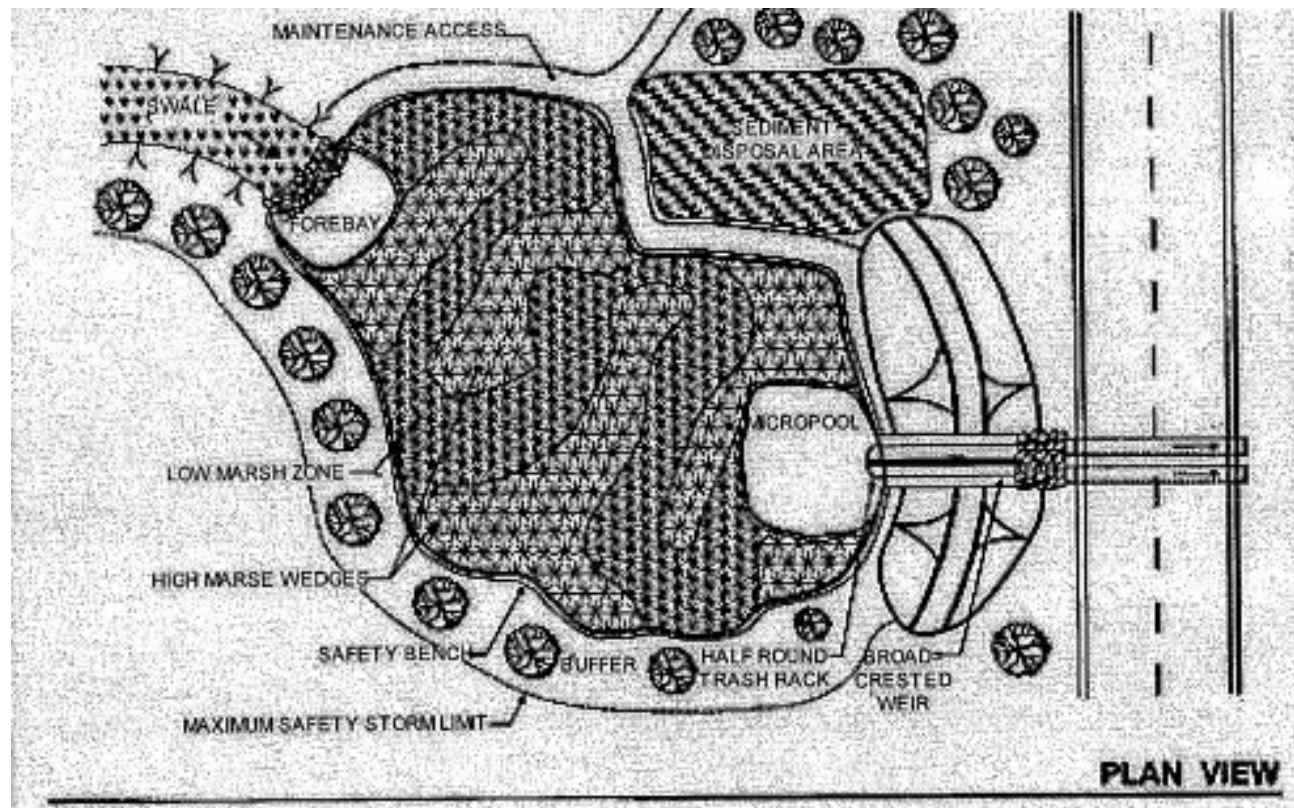 MAINTENANCE ACCESS
SWALE
SEDIMENT
DISPOSAL AREA
FOREBAY
MICROPOOL
LOW MARSH ZONE
HIGH MARSE WEDGES
SAFETY BENCH
BUFFER
HALF ROUND
TRASH RACK
BROAD-
CRESTED
WEIR
MAXIMUM SAFETY STORM LIMIT
PLAN VIEW